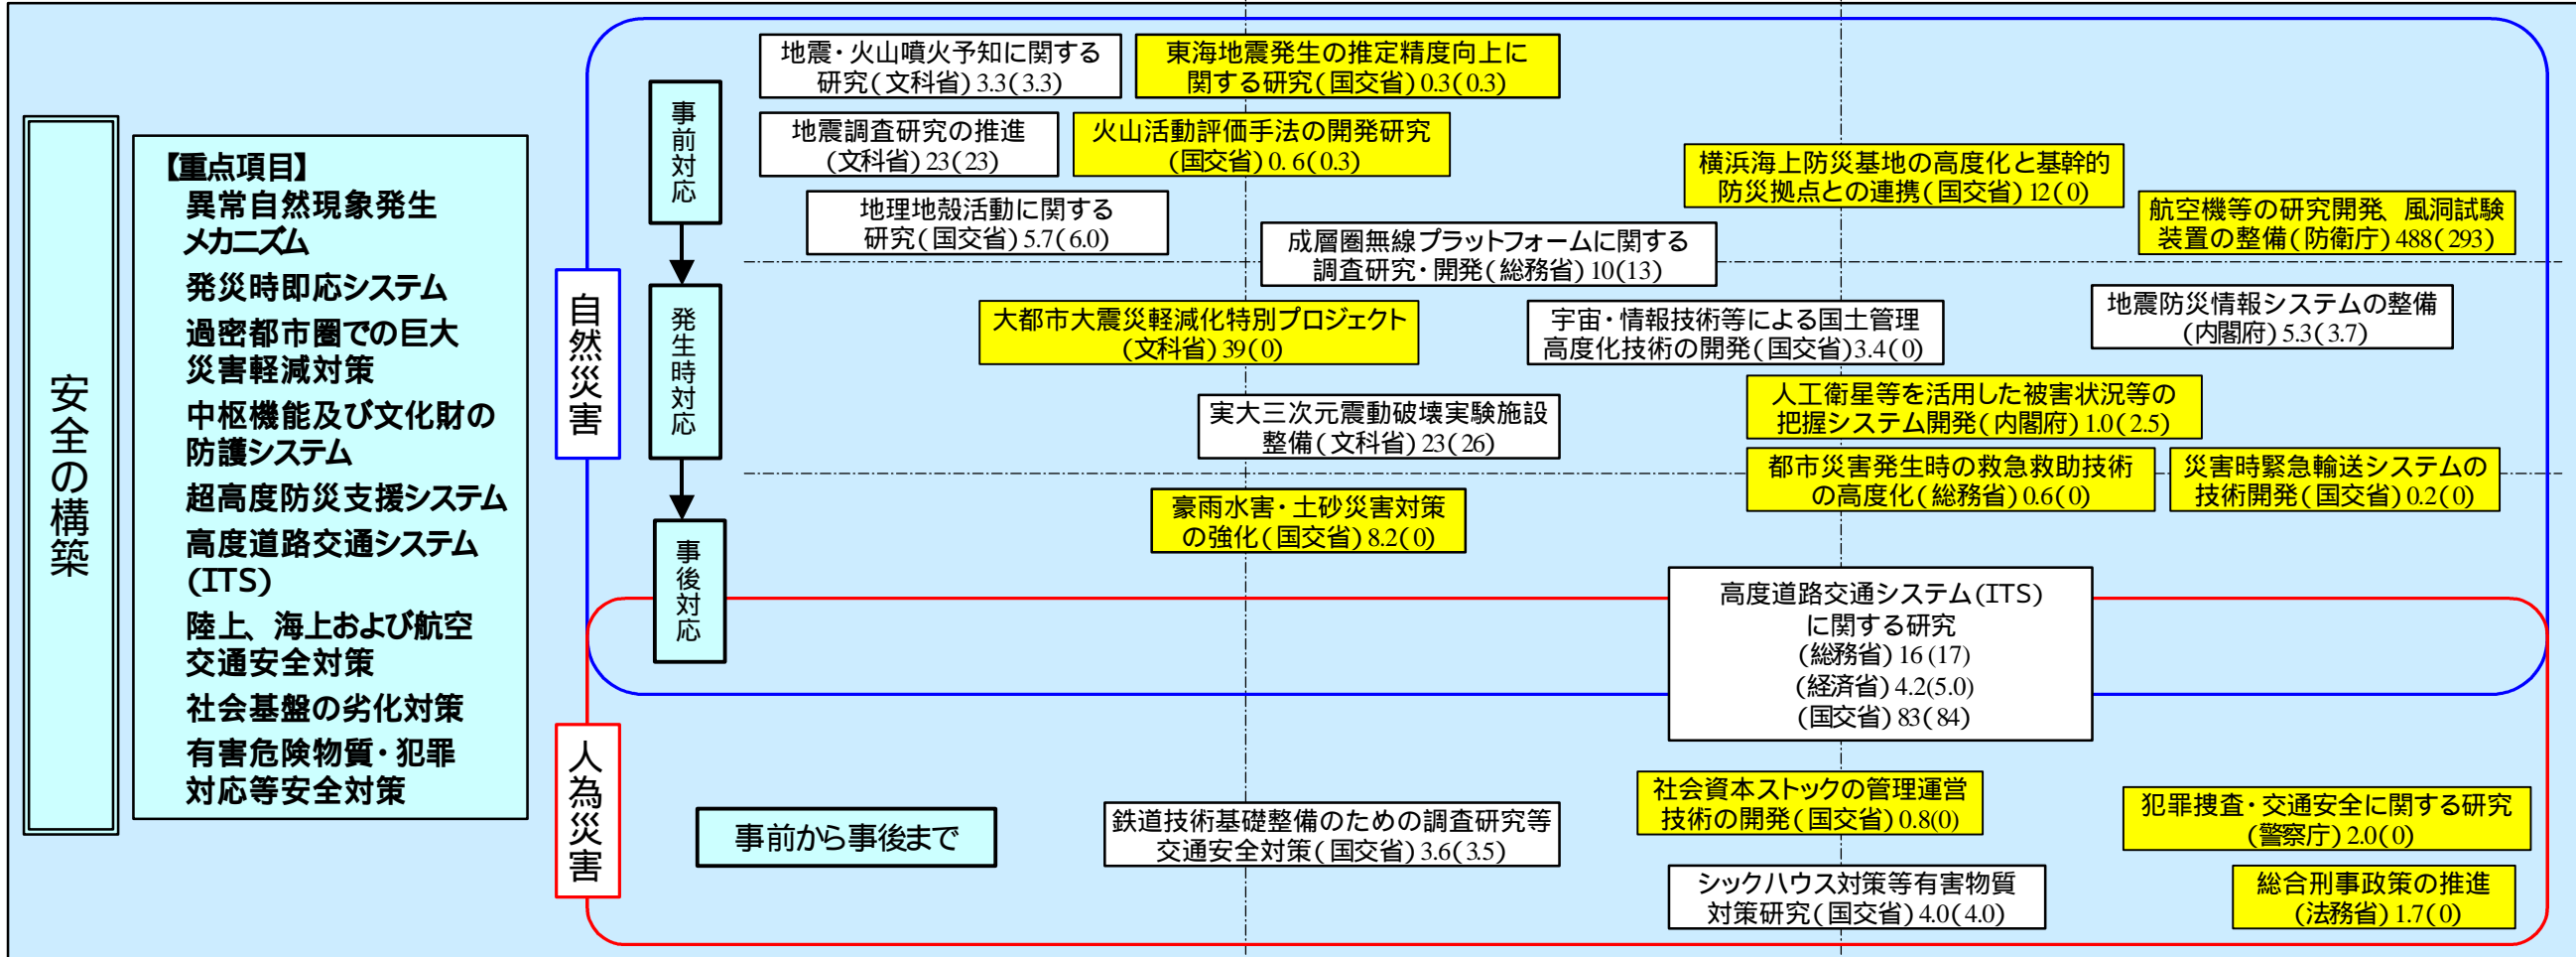 安全の構築
【重点項目】
異常自然現象発生
メカニズム
発災時即応システム
過密都市圏での巨大
災害軽減対策
中枢機能及び文化財の
防護システム
超高度防災支援システム
高度道路交通システム
(ITS)
陸上、海上および航空
交通安全対策
社会基盤の劣化対策
有害危険物質・犯罪
対応等安全対策
自然災害
事前対応
発生時対応
事後対応
地震・火山噴火予知に関する
研究(文科省) 3.3(3.3)
東海地震発生の推定精度向上に
関する研究(国交省) 0.3(0.3)
地震調査研究の推進
(文科省) 23(23)
火山活動評価手法の開発研究
(国交省) 0. 6(0.3)
横浜海上防災基地の高度化と基幹的
防災拠点との連携(国交省) 12(0)
地理地殻活動に関する
研究(国交省) 5.7(6.0)
航空機等の研究開発、風洞試験
装置の整備(防衛庁) 488(293)
成層圏無線プラットフォームに関する
調査研究・開発(総務省) 10(13)
大都市大震災軽減化特別プロジェクト
(文科省) 39(0)
宇宙・情報技術等による国土管理
高度化技術の開発(国交省)3.4(0)
地震防災情報システムの整備
(内閣府) 5.3(3.7)
実大三次元震動破壊実験施設
整備(文科省) 23(26)
人工衛星等を活用した被害状況等の
把握システム開発(内閣府) 1.0(2.5)
都市災害発生時の救急救助技術
の高度化(総務省) 0.6(0)
災害時緊急輸送システムの
技術開発(国交省) 0.2(0)
豪雨水害・土砂災害対策
の強化(国交省) 8.2(0)
高度道路交通システム(ITS)
に関する研究
(総務省) 16 (17)
(経済省) 4.2(5.0)
(国交省) 83(84)
人為災害
事前から事後まで
鉄道技術基礎整備のための調査研究等
交通安全対策(国交省) 3.6(3.5)
社会資本ストックの管理運営
技術の開発(国交省) 0.8(0)
犯罪捜査・交通安全に関する研究
(警察庁) 2.0(0)
シックハウス対策等有害物質
対策研究(国交省) 4.0(4.0)
総合刑事政策の推進
(法務省) 1.7(0)